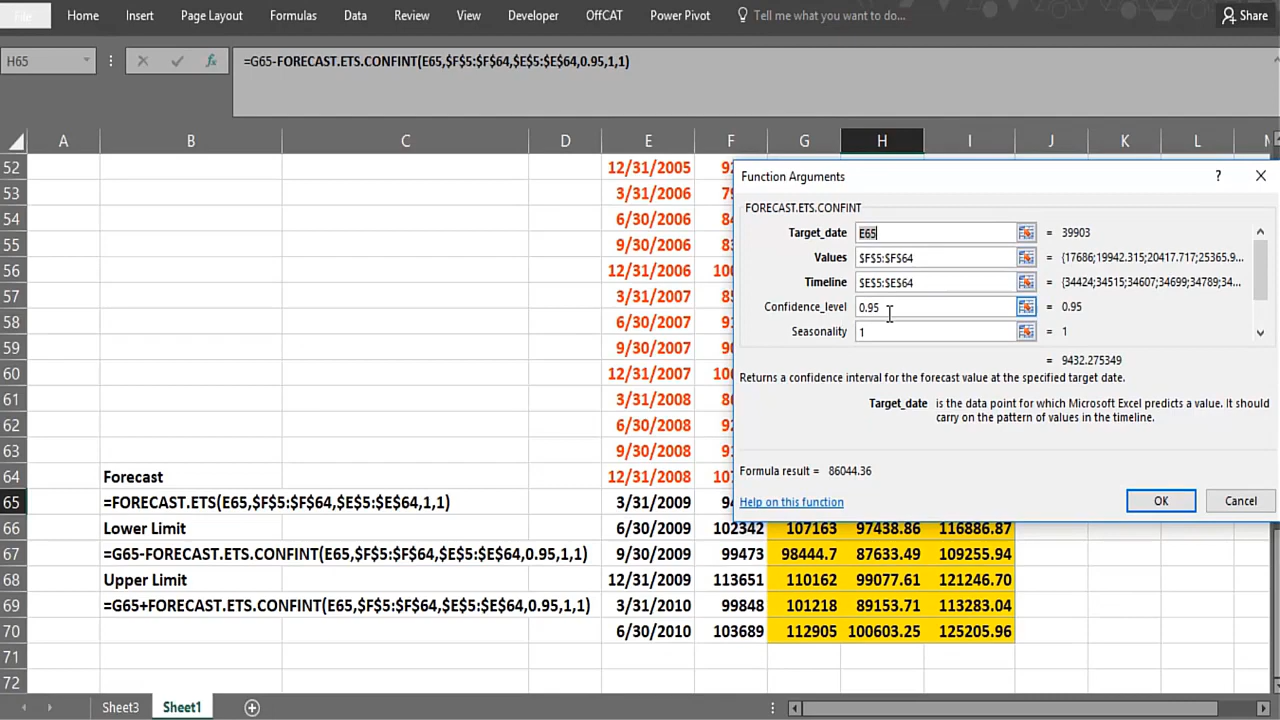 Home Insert Page Layout Formulas Data Review View Developer OffCAT Power Pivot Tell me what you want to do... Share
H65 fx =G65-FORECAST.ETS.CONFINT(E65,$F$5:$F$64,$E$5:$E$64,0.95,1,1)
A B C D E F G H I J K L
52 12/31/2005
53 3/31/2006
54 6/30/2006
55 9/30/2006
56 12/31/2006
57 3/31/2007
58 6/30/2007
59 9/30/2007
60 12/31/2007
61 3/31/2008
62 6/30/2008
63 9/30/2008
64 Forecast 12/31/2008
65 =FORECAST.ETS(E65,$F$5:$F$64,$E$5:$E$64,1,1) 3/31/2009
66 Lower Limit 6/30/2009 102342 107163 97438.86 116886.87
67 =G65-FORECAST.ETS.CONFINT(E65,$F$5:$F$64,$E$5:$E$64,0.95,1,1) 9/30/2009 99473 98444.7 87633.49 109255.94
68 Upper Limit 12/31/2009 113651 110162 99077.61 121246.70
69 =G65+FORECAST.ETS.CONFINT(E65,$F$5:$F$64,$E$5:$E$64,0.95,1,1) 3/31/2010 99848 101218 89153.71 113283.04
70 6/30/2010 103689 112905 100603.25 125205.96
71
72
Function Arguments ?
FORECAST.ETS.CONFINT
Target_date E65 = 39903
Values $F$5:$F$64 = {17686;19942.315;20417.717;25365.9...
Timeline $E$5:$E$64 = {34424;34515;34607;34699;34789;34...
Confidence_level 0.95 = 0.95
Seasonality 1 = 1
= 9432.275349
Returns a confidence interval for the forecast value at the specified target date.
Target_date is the data point for which Microsoft Excel predicts a value. It should
carry on the pattern of values in the timeline.
Formula result = 86044.36
Help on this function OK Cancel
Sheet3 Sheet1